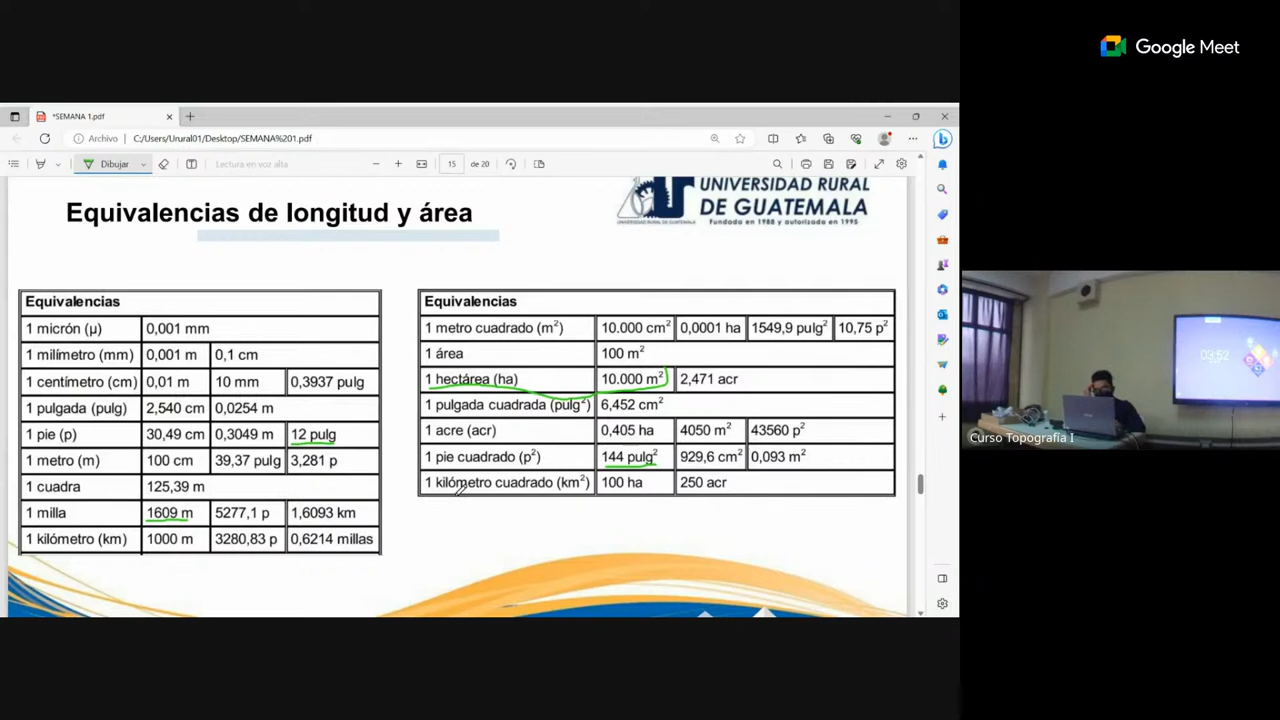 Google Meet
*SEMANA 1.pdf
Archivo C:/Users/Urural01/Desktop/SEMANA%201.pdf
Dibujar Lectura en voz alta 15 de 20
UNIVERSIDAD RURAL
DE GUATEMALA
Fundada en 1988 y autorizada en 1995
Equivalencias de longitud y área
Equivalencias
1 micrón (µ) 0,001 mm
1 milímetro (mm) 0,001 m 0,1 cm
1 centímetro (cm) 0,01 m 10 mm 0,3937 pulg
1 pulgada (pulg) 2,540 cm 0,0254 m
1 pie (p) 30,49 cm 0,3049 m 12 pulg
1 metro (m) 100 cm 39,37 pulg 3,281 p
1 cuadra 125,39 m
1 milla 1609 m 5277,1 p 1,6093 km
1 kilómetro (km) 1000 m 3280,83 p 0,6214 millas
Equivalencias
1 metro cuadrado (m²) 10.000 cm² 0,0001 ha 1549,9 pulg² 10,75 p²
1 área 100 m²
1 hectárea (ha) 10.000 m² 2,471 acr
1 pulgada cuadrada (pulg²) 6,452 cm²
1 acre (acr) 0,405 ha 4050 m² 43560 p²
1 pie cuadrado (p²) 144 pulg² 929,6 cm² 0,093 m²
1 kilómetro cuadrado (km²) 100 ha 250 acr
03:52
Curso Topografía I